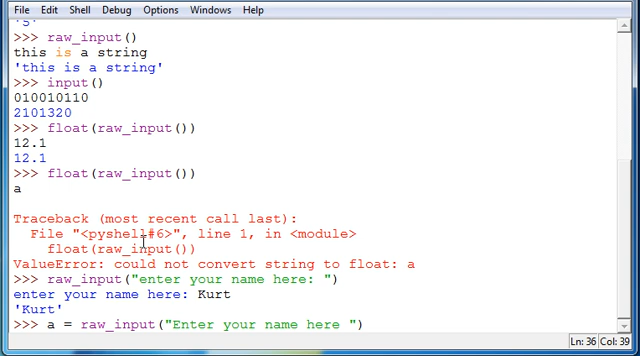 File Edit Shell Debug Options Windows Help
'5'
>>> raw_input()
this is a string
'this is a string'
>>> input()
010010110
2101320
>>> float(raw_input())
12.1
12.1
>>> float(raw_input())
a
Traceback (most recent call last):
File "<pyshell#6>", line 1, in <module>
float(raw_input())
ValueError: could not convert string to float: a
>>> raw_input("enter your name here: ")
enter your name here: Kurt
'Kurt'
>>> a = raw_input("Enter your name here ")
Ln: 36 Col: 39